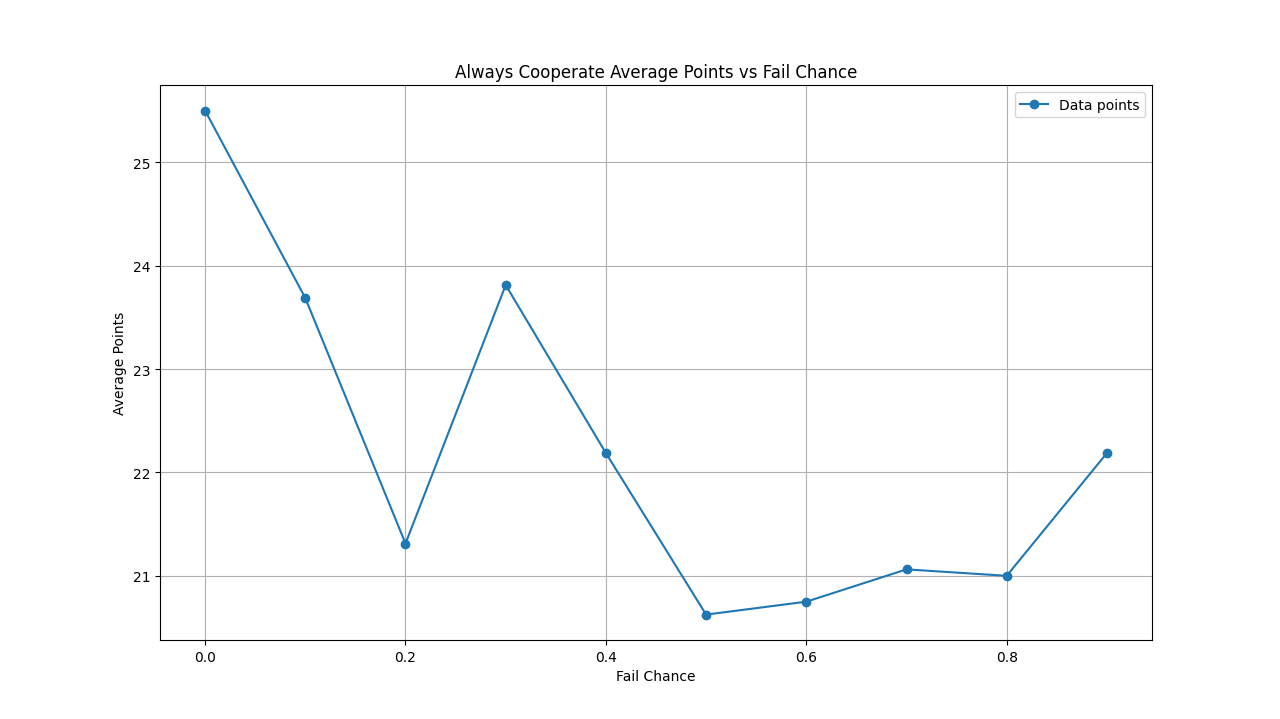 Always Cooperate Average Points vs Fail Chance
Data points
25
24
23
22
21
Average Points
0.0 0.2 0.4 0.6 0.8
Fail Chance